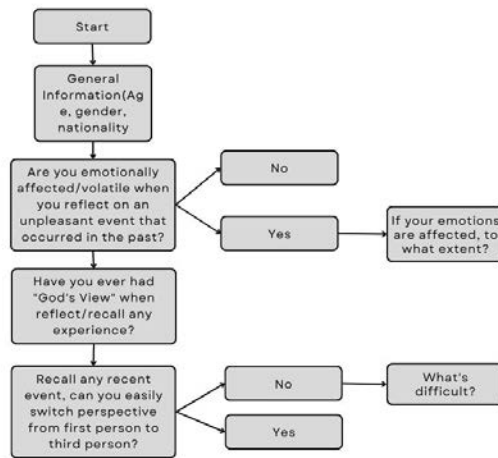 Start
General
Information(Ag
e, gender,
nationality
Are you emotionally
affected/volatile when
you reflect on an
unpleasant event that
occurred in the past?
No
Yes
If your emotions
are affected, to
what extent?
Have you ever had
"God's View" when
reflect/recall any
experience?
Recall any recent
event, can you easily
switch perspective
from first person to
third person?
No
What's
difficult?
Yes